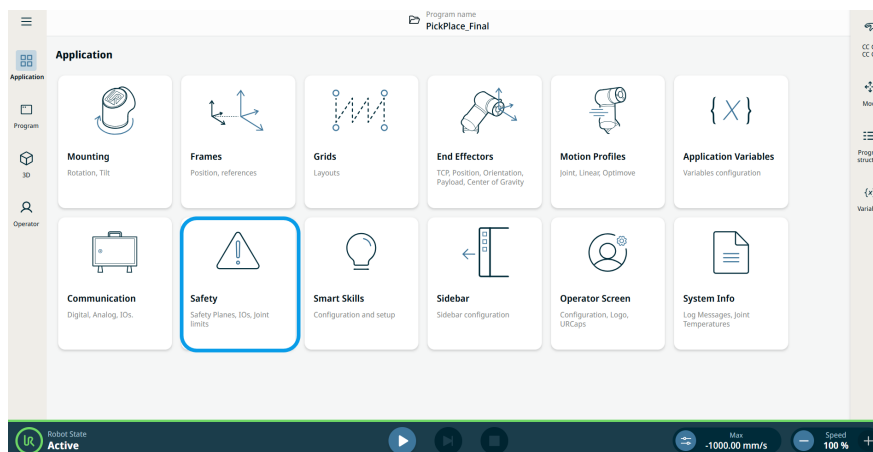 Program name
PickPlace_Final
Application
Application
Program
3D
Operator
Mounting
Rotation, Tilt
Frames
Position, references
Grids
Layouts
End Effectors
TCP, Position, Orientation,
Payload, Center of Gravity
Motion Profiles
Joint, Linear, Optimove
Application Variables
Variables configuration
Communication
Digital, Analog, IOs.
Safety
Safety Planes, IOs, Joint
limits
Smart Skills
Configuration and setup
Sidebar
Sidebar configuration
Operator Screen
Configuration, Logo,
URCaps
System Info
Log Messages, Joint
Temperatures
Robot State
Active
Max
-1000.00 mm/s
Speed
100 %